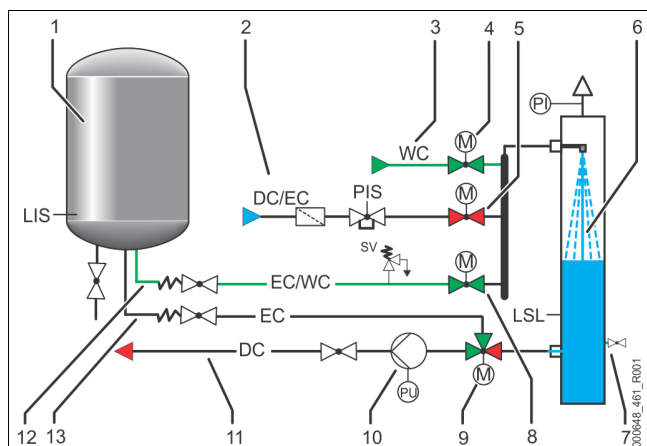 1 2 3 4 5 6
PI
M
WC
DC/EC PIS M
LIS
SV
M
EC/WC
EC LSL
DC
PU M
12 13 11 10 9 8 7
000648_461_R001